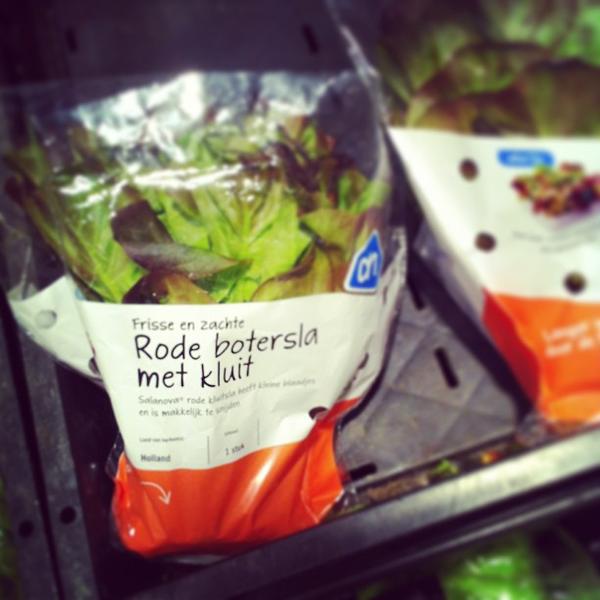 ah
Frisse en zachte
Rode botersla
met kluit
Salanova® rode kluitsla heeft kleine blaadjes
en is makkelijk te snijden
Holland
1 stuk